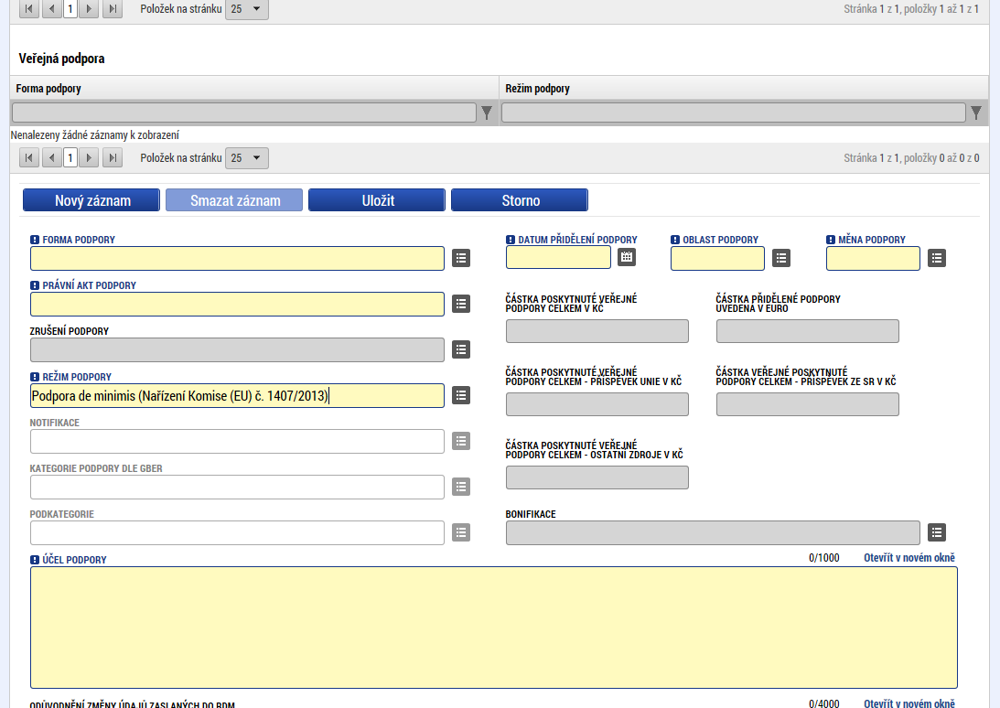 1 Položek na stránku 25 Stránka 1 z 1, položky 1 až 1 z 1
Veřejná podpora
Forma podpory Režim podpory
Nenalezeny žádné záznamy k zobrazení
1 Položek na stránku 25 Stránka 1 z 1, položky 0 až 0 z 0
Nový záznam Smazat záznam Uložit Storno
FORMA PODPORY DATUM PŘIDĚLENÍ PODPORY OBLAST PODPORY MĚNA PODPORY
PRÁVNÍ AKT PODPORY
ČÁSTKA POSKYTNUTÉ VEŘEJNÉ
PODPORY CELKEM V KČ
ČÁSTKA PŘIDĚLENÉ PODPORY
UVEDENÁ V EURO
ZRUŠENÍ PODPORY
REŽIM PODPORY
Podpora de minimis (Nařízení Komise (EU) č. 1407/2013)
ČÁSTKA POSKYTNUTÉ VEŘEJNÉ
PODPORY CELKEM - PŘÍSPĚVEK UNIE V KČ
ČÁSTKA VEŘEJNÉ POSKYTNUTÉ
PODPORY CELKEM - PŘÍSPĚVEK ZE SR V KČ
NOTIFIKACE
ČÁSTKA POSKYTNUTÉ VEŘEJNÉ
PODPORY CELKEM - OSTATNÍ ZDROJE V KČ
KATEGORIE PODPORY DLE GBER
PODKATEGORIE BONIFIKACE
ÚČEL PODPORY 0/1000 Otevřít v novém okně
ODŮVODNĚNÍ ZMĚNY ÚDAJŮ ZASLANÝCH DO RDM 0/4000 Otevřít v novém okně